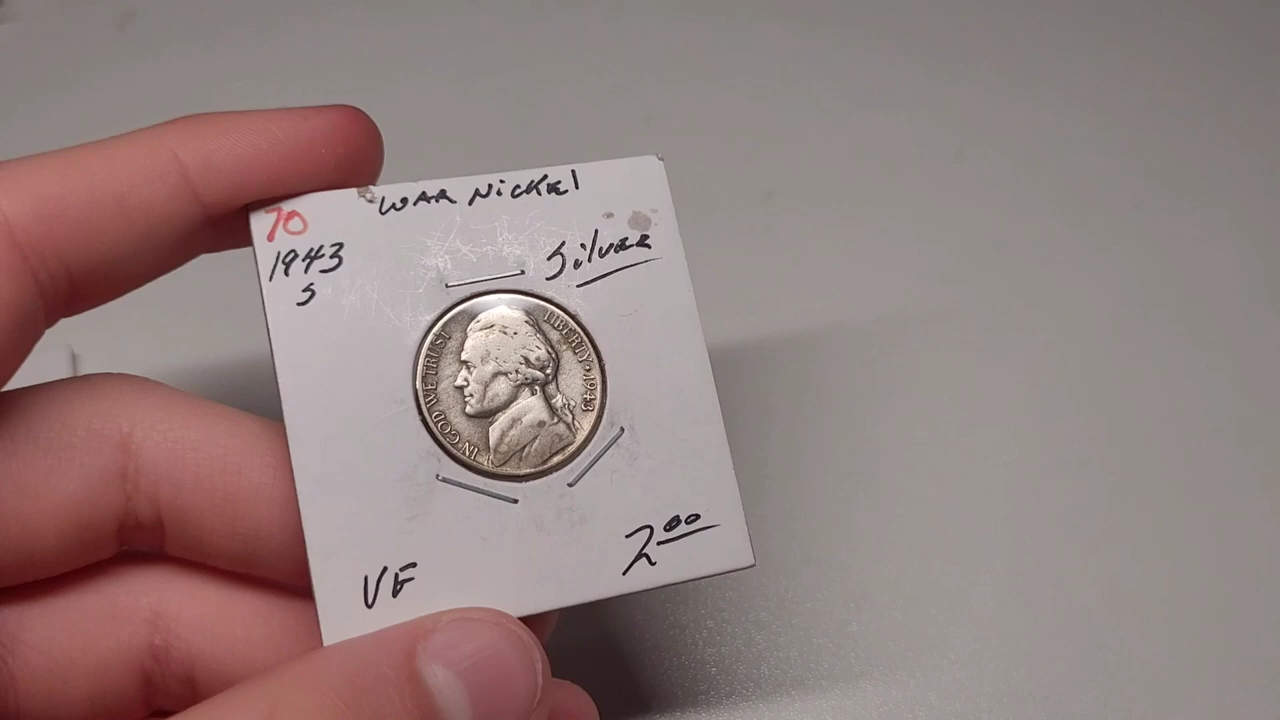 WAR NICKEL
70
Silver
1943
S
IN GOD WE TRUST
LIBERTY • 1943
VF
2.00